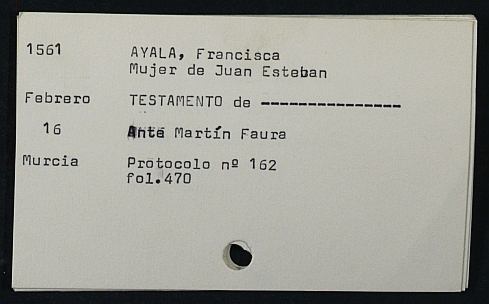 1561 AYALA, Francisca
Mujer de Juan Esteban
Febrero TESTAMENTO de ---------------
16 Ante Martín Faura
Murcia Protocolo nº 162
fol.470